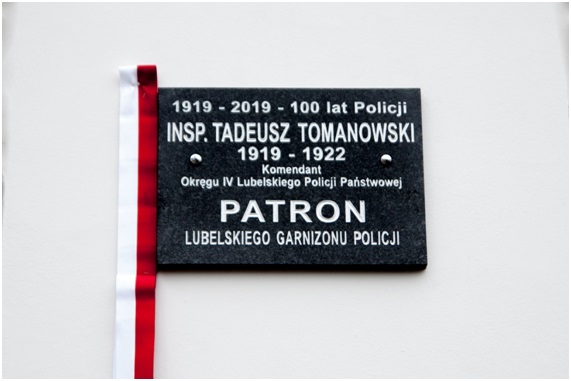 1919 - 2019 - 100 lat Policji
INSP. TADEUSZ TOMANOWSKI
1919 - 1922
Komendant
Okręgu IV Lubelskiego Policji Państwowej
PATRON
LUBELSKIEGO GARNIZONU POLICJI